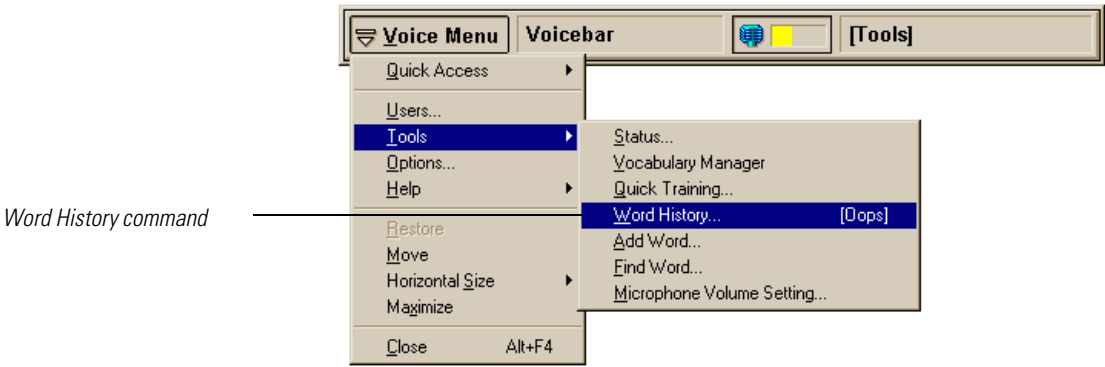 Voice Menu Voicebar [Tools]
Quick Access
Users...
Tools
Options...
Help
Restore
Move
Horizontal Size
Maximize
Close Alt+F4
Status...
Vocabulary Manager
Quick Training...
Word History... [Oops]
Add Word...
Find Word...
Microphone Volume Setting...
Word History command